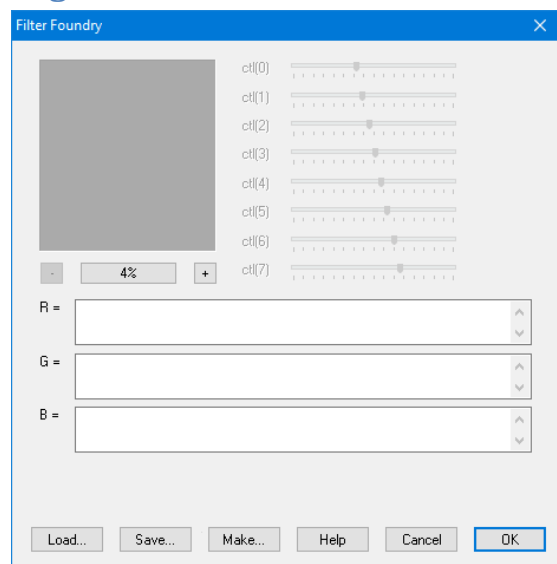 Filter Foundry
ctl(0)
ctl(1)
ctl(2)
ctl(3)
ctl(4)
ctl(5)
ctl(6)
ctl(7)
- 4% +
R =
G =
B =
Load... Save... Make... Help Cancel OK